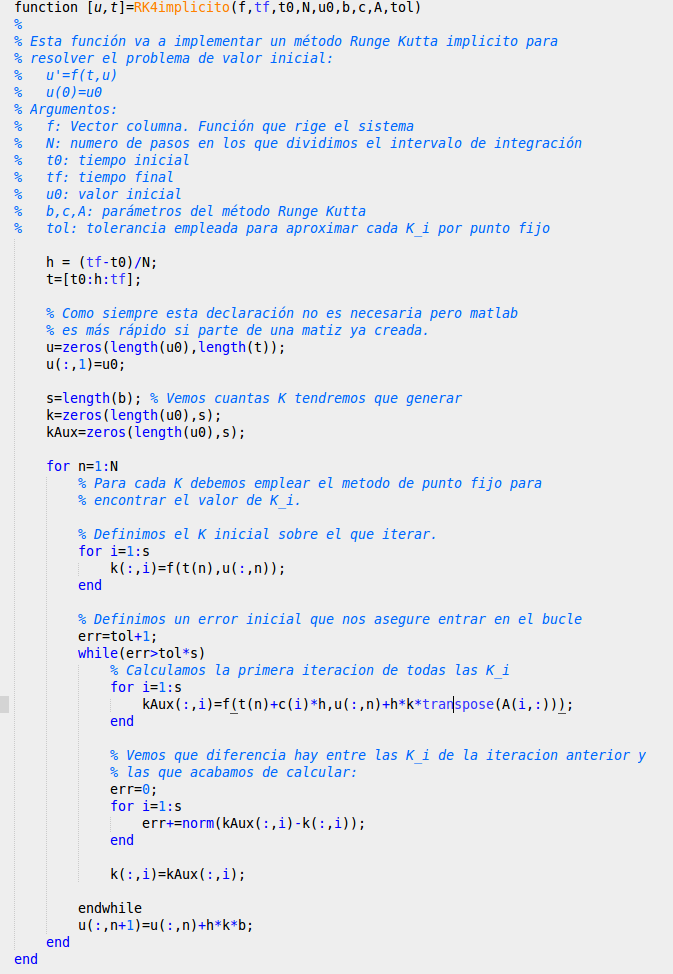 function [u,t]=RK4implicito(f,tf,t0,N,u0,b,c,A,tol)
%
% Esta función va a implementar un método Runge Kutta implicito para
% resolver el problema de valor inicial:
%   u'=f(t,u)
%   u(0)=u0
% Argumentos:
%   f: Vector columna. Función que rige el sistema
%   N: numero de pasos en los que dividimos el intervalo de integración
%   t0: tiempo inicial
%   tf: tiempo final
%   u0: valor inicial
%   b,c,A: parámetros del método Runge Kutta
%   tol: tolerancia empleada para aproximar cada K_i por punto fijo
    h = (tf-t0)/N;
    t=[t0:h:tf];
    % Como siempre esta declaración no es necesaria pero matlab
    % es más rápido si parte de una matiz ya creada.
    u=zeros(length(u0),length(t));
    u(:,1)=u0;
    s=length(b); % Vemos cuantas K tendremos que generar
    k=zeros(length(u0),s);
    kAux=zeros(length(u0),s);
    for n=1:N
        % Para cada K debemos emplear el metodo de punto fijo para
        % encontrar el valor de K_i.
        % Definimos el K inicial sobre el que iterar.
        for i=1:s
            k(:,i)=f(t(n),u(:,n));
        end
        % Definimos un error inicial que nos asegure entrar en el bucle
        err=tol+1;
        while(err>tol*s)
            % Calculamos la primera iteracion de todas las K_i
            for i=1:s
                kAux(:,i)=f(t(n)+c(i)*h,u(:,n)+h*k*transpose(A(i,:)));
            end
            % Vemos que diferencia hay entre las K_i de la iteracion anterior y
            % las que acabamos de calcular:
            err=0;
            for i=1:s
                err+=norm(kAux(:,i)-k(:,i));
            end
            k(:,i)=kAux(:,i);
        endwhile
        u(:,n+1)=u(:,n)+h*k*b;
    end
end